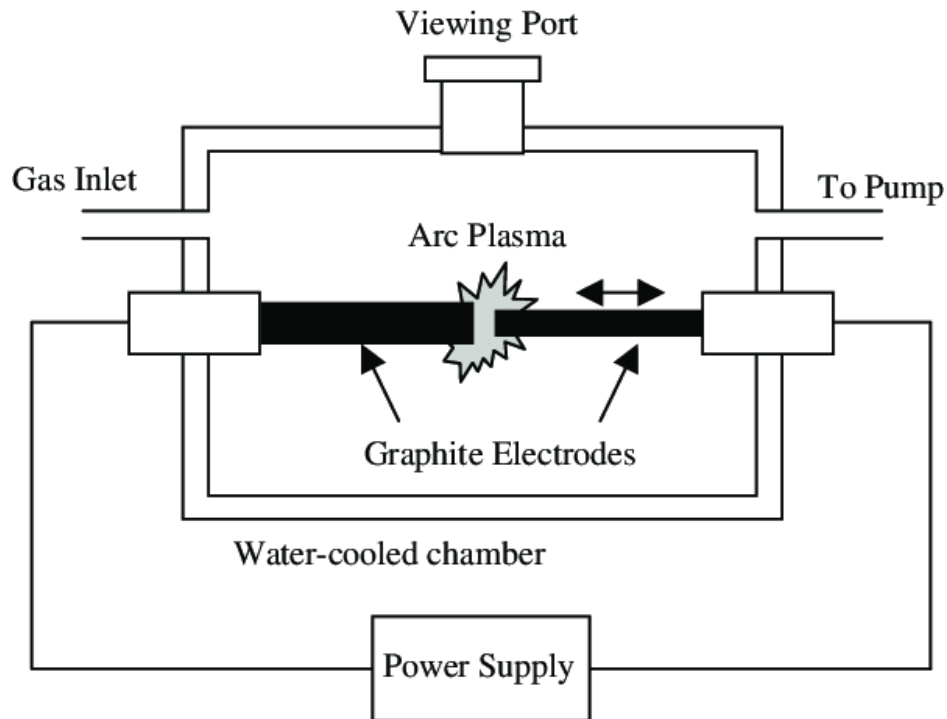 Viewing Port
Gas Inlet
To Pump
Arc Plasma
Graphite Electrodes
Water-cooled chamber
Power Supply